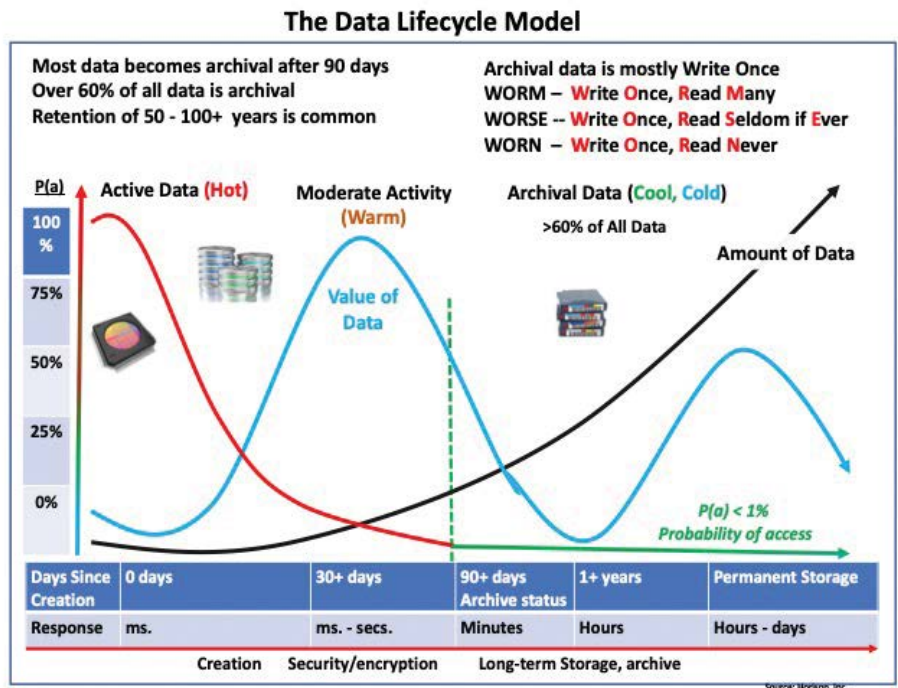 The Data Lifecycle Model
Most data becomes archival after 90 days
Over 60% of all data is archival
Retention of 50 - 100+ years is common
Archival data is mostly Write Once
WORM – Write Once, Read Many
WORSE -- Write Once, Read Seldom if Ever
WORN – Write Once, Read Never
P(a)
Active Data (Hot)
Moderate Activity
(Warm)
Archival Data (Cool, Cold)
>60% of All Data
100
%
75%
50%
25%
0%
Value of
Data
Amount of Data
P(a) < 1%
Probability of access
Days Since
Creation
0 days
30+ days
90+ days
Archive status
1+ years
Permanent Storage
Response
ms.
ms. - secs.
Minutes
Hours
Hours - days
Creation
Security/encryption
Long-term Storage, archive
Source: Horison, Inc.